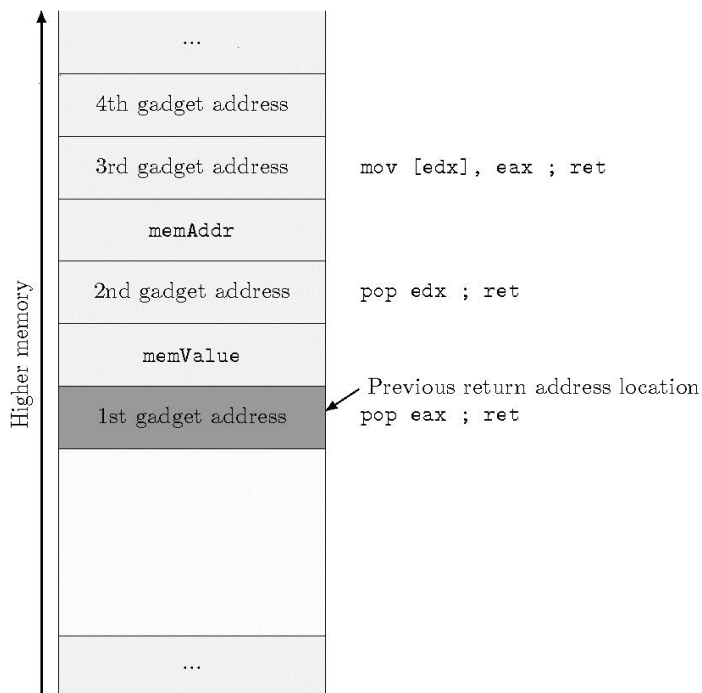 ...
4th gadget address
3rd gadget address mov [edx], eax ; ret
memAddr
2nd gadget address pop edx ; ret
memValue
Previous return address location
1st gadget address pop eax ; ret
...
Higher memory